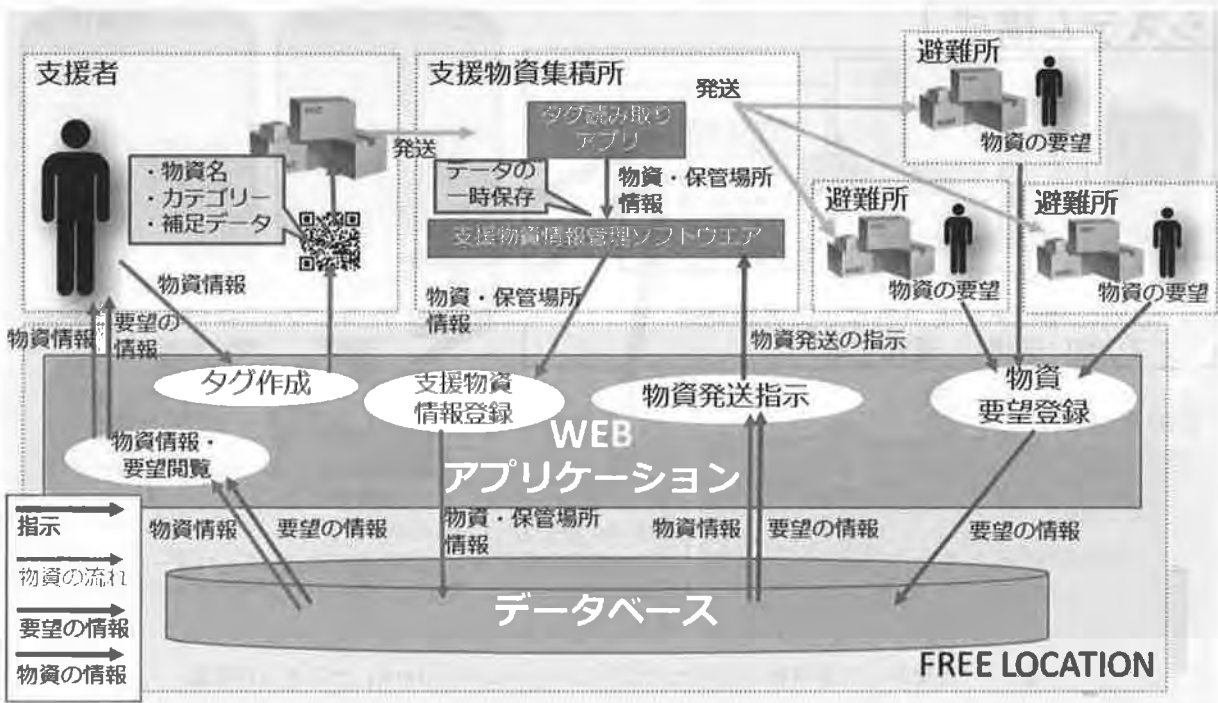 支援者
・物資名
・カテゴリー
・補足データ
発送
物資情報
物資情報
要望の
情報
支援物資集積所
タグ読み取り
アプリ
データの
一時保存
物資・保管場所
情報
支援物資情報管理ソフトウエア
物資・保管場所
情報
発送
物資発送の指示
避難所
物資の要望
避難所
物資の要望
避難所
物資の要望
タグ作成
支援物資
情報登録
物資発送指示
物資
要望登録
物資情報・
要望閲覧
WEB
アプリケーション
物資情報
要望の情報
物資・保管場所
情報
物資情報
要望の情報
要望の情報
データベース
FREE LOCATION
指示
物資の流れ
要望の情報
物資の情報